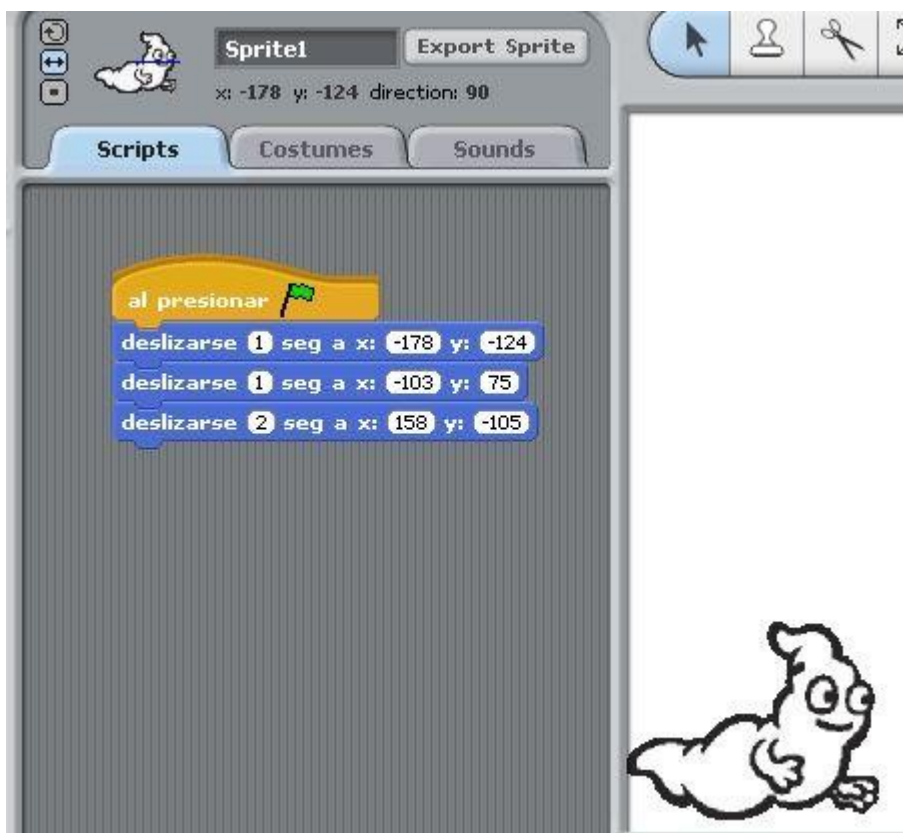 Sprite1 Export Sprite
x: -178 y: -124 direction: 90
Scripts Costumes Sounds
al presionar
deslizarse 1 seg a x: -178 y: -124
deslizarse 1 seg a x: -103 y: 75
deslizarse 2 seg a x: 158 y: -105